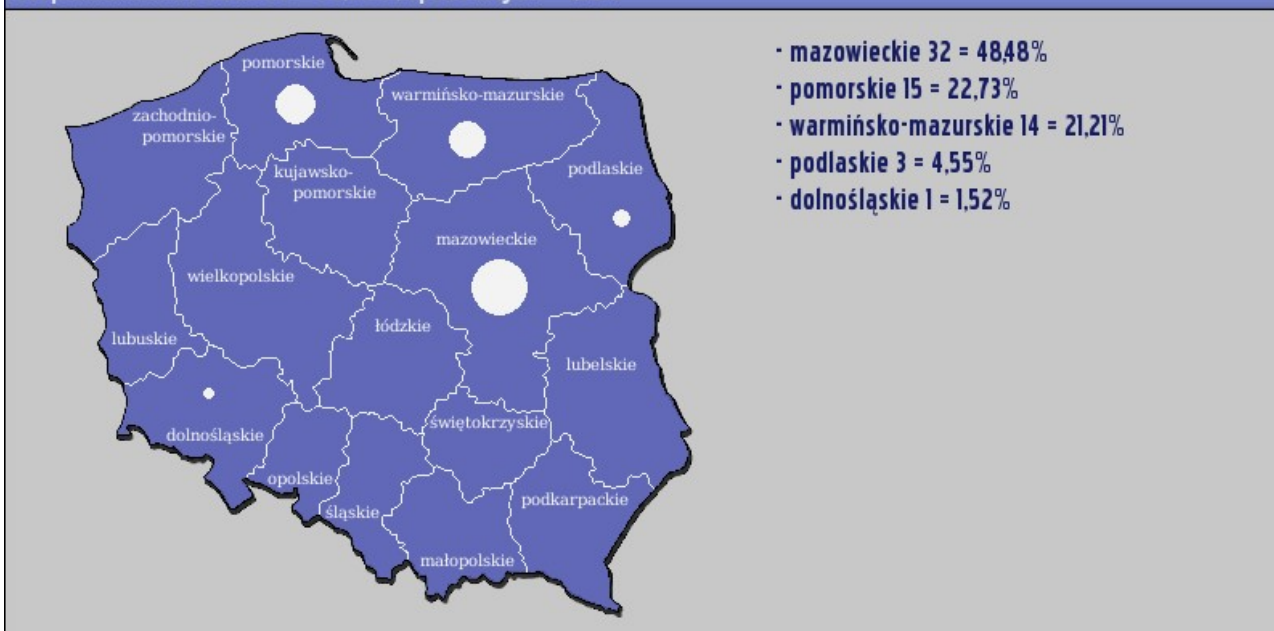 - mazowieckie 32 = 48,48%
- pomorskie 15 = 22,73%
- warmińsko-mazurskie 14 = 21,21%
- podlaskie 3 = 4,55%
- dolnośląskie 1 = 1,52%
pomorskie
warmińsko-mazurskie
zachodnio-
pomorskie
kujawsko-
pomorskie
podlaskie
mazowieckie
wielkopolskie
łódzkie
lubuskie
lubelskie
świętokrzyskie
dolnośląskie
opolskie
podkarpackie
śląskie
małopolskie